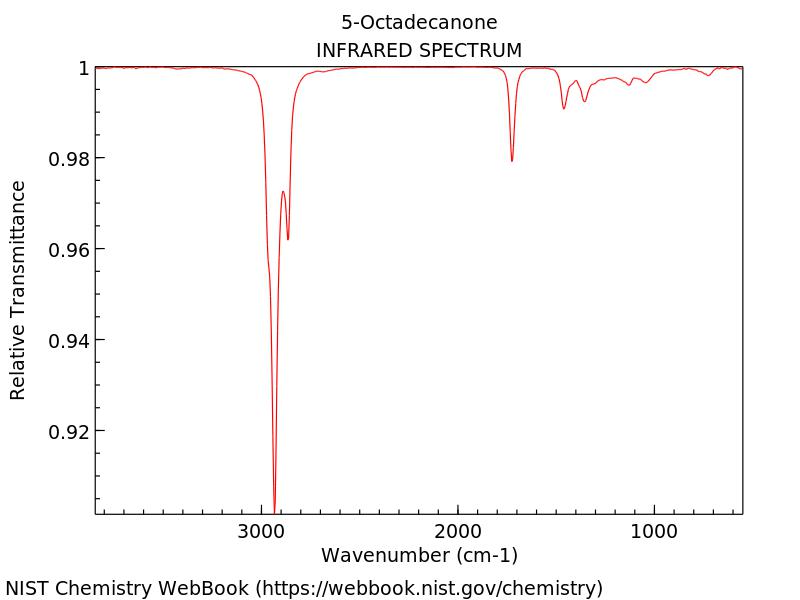 5-Octadecanone
INFRARED SPECTRUM
1
0.98
0.96
0.94
0.92
Relative Transmittance
3000 2000 1000
Wavenumber (cm-1)
NIST Chemistry WebBook (https://webbook.nist.gov/chemistry)